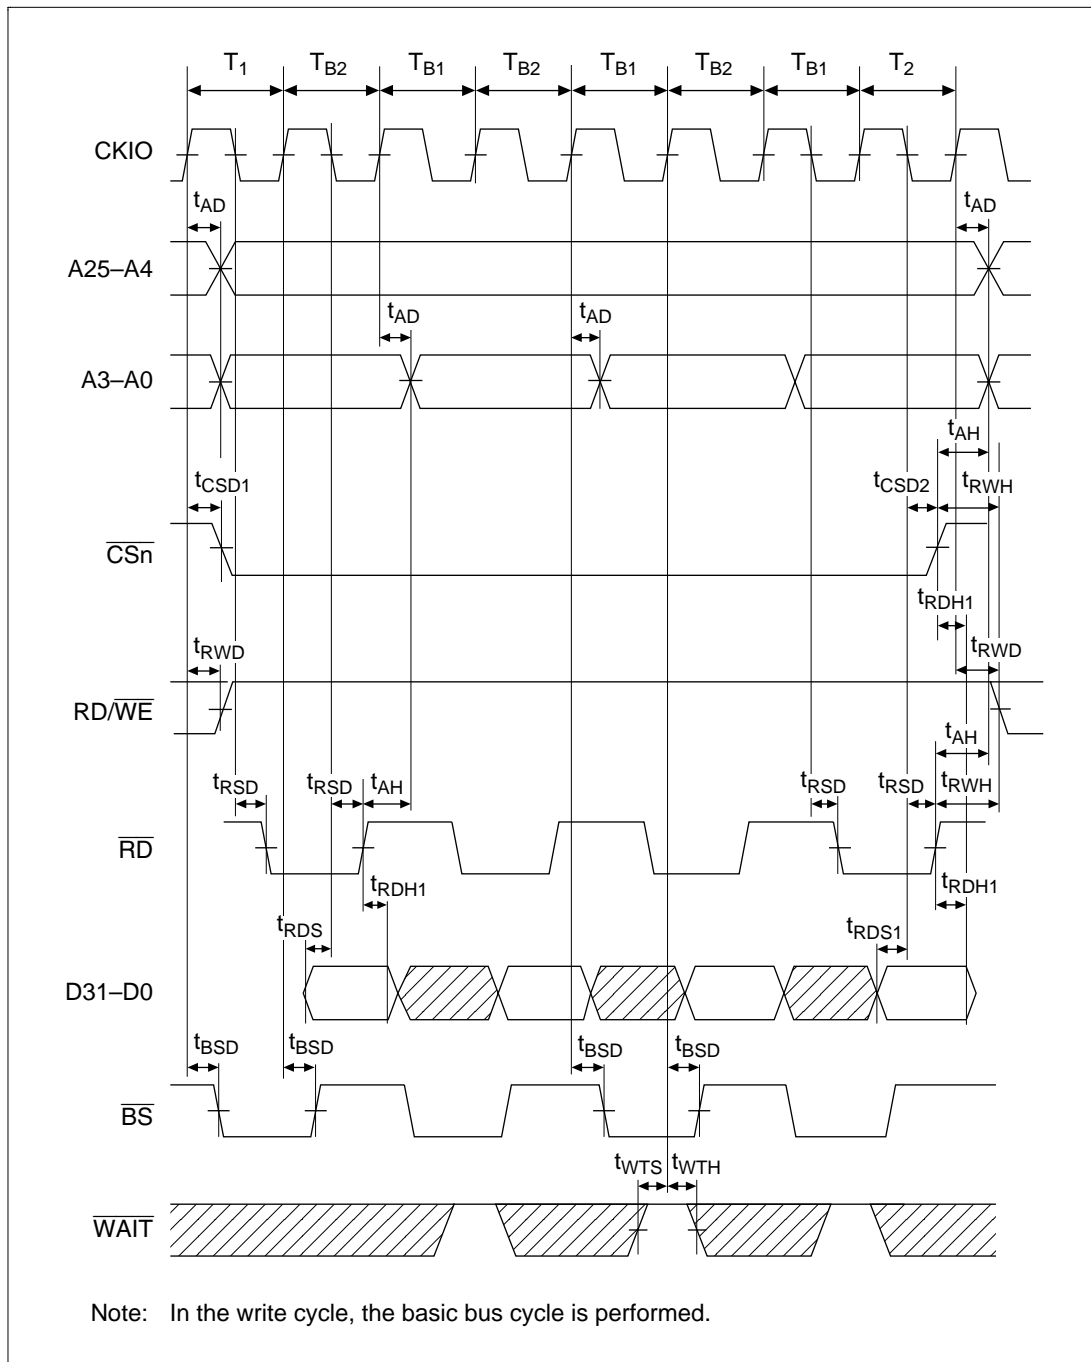 T1 TB2 TB1 TB2 TB1 TB2 TB1 T2
CKIO
tAD tAD
A25–A4
tAD tAD
A3–A0
tAH
tCSD1 tCSD2 tRWH
CSn
tRDH1
tRWD tRWD
RD/WE
tAH
tRSD tRSD tAH tRSD tRSD tRWH
RD
tRDH1 tRDH1
tRDS tRDS1
D31–D0
tBSD tBSD tBSD tBSD
BS
tWTS tWTH
WAIT
Note: In the write cycle, the basic bus cycle is performed.